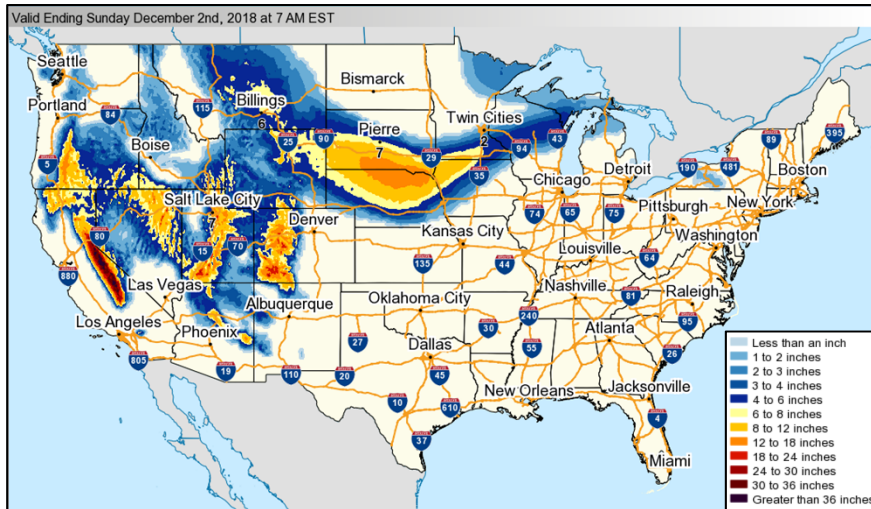 Valid Ending Sunday December 2nd, 2018 at 7 AM EST
Seattle
Portland
84
115
Billings
6
Bismarck
Twin Cities
2
5
Boise
25
90
Pierre
7
29
94
43
35
Chicago
Detroit
190
481
89
395
Boston
Salt Lake City
80
15
70
Denver
Kansas City
74
65
75
Pittsburgh
New York
Washington
880
Las Vegas
135
44
Louisville
64
Los Angeles
Phoenix
Albuquerque
Oklahoma City
Nashville
81
Raleigh
95
805
19
110
27
20
Dallas
30
240
55
Atlanta
26
45
10
610
37
New Orleans
Jacksonville
4
Miami
Less than an inch
1 to 2 inches
2 to 3 inches
3 to 4 inches
4 to 6 inches
6 to 8 inches
8 to 12 inches
12 to 18 inches
18 to 24 inches
24 to 30 inches
30 to 36 inches
Greater than 36 inches